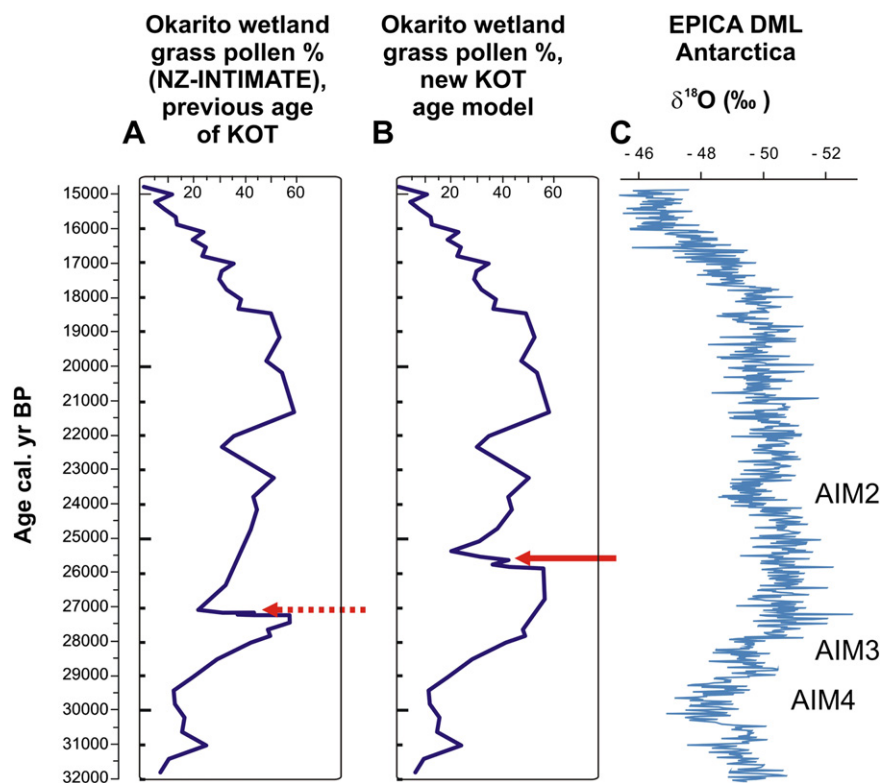 Okarito wetland
grass pollen %
(NZ-INTIMATE),
previous age
of KOT
A
Okarito wetland
grass pollen %,
new KOT
age model
B
EPICA DML
Antarctica
δ18O (‰ )
C
- 46 - 48 - 50 - 52
20 40 60
20 40 60
Age cal. yr BP
15000
16000
17000
18000
19000
20000
21000
22000
23000
24000
25000
26000
27000
28000
29000
30000
31000
32000
AIM2
AIM3
AIM4